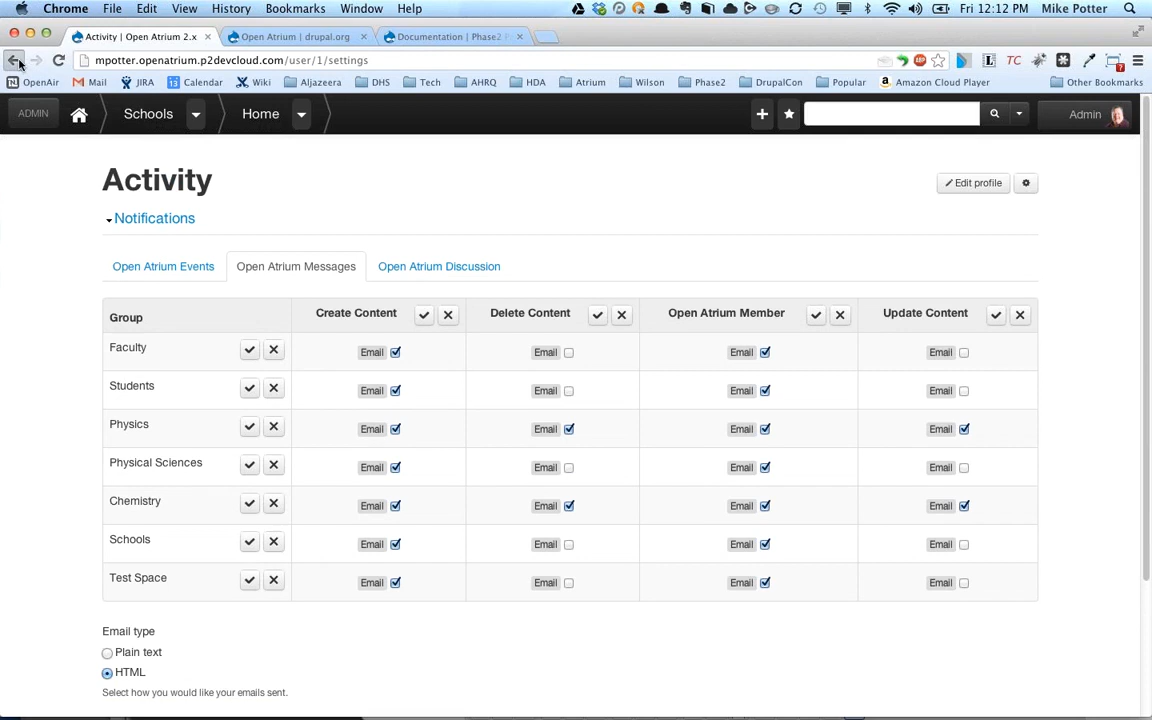 Chrome File Edit View History Bookmarks Window Help Fri 12:12 PM Mike Potter
Activity | Open Atrium 2.x Open Atrium | drupal.org Documentation | Phase2 P
mpotter.openatrium.p2devcloud.com/user/1/settings
OpenAir Mail JIRA 13 Calendar Wiki Aljazeera DHS Tech AHRQ HDA Atrium Wilson Phase2 DrupalCon Popular Amazon Cloud Player Other Bookmarks
ADMIN Schools Home Admin
Activity
Edit profile
Notifications
Open Atrium Events Open Atrium Messages Open Atrium Discussion
Group Create Content Delete Content Open Atrium Member Update Content
Faculty Email Email Email Email
Students Email Email Email Email
Physics Email Email Email Email
Physical Sciences Email Email Email Email
Chemistry Email Email Email Email
Schools Email Email Email Email
Test Space Email Email Email Email
Email type
Plain text
HTML
Select how you would like your emails sent.